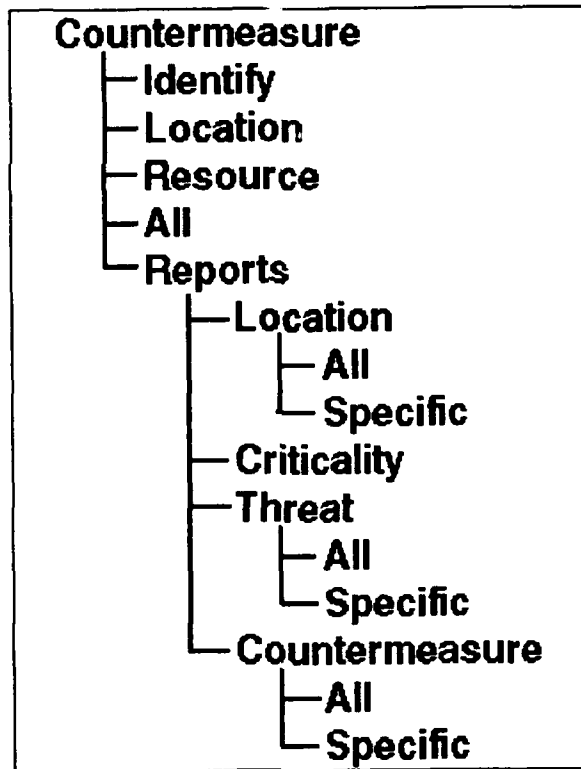 Countermeasure
Identify
Location
Resource
All
Reports
Location
All
Specific
Criticality
Threat
All
Specific
Countermeasure
All
Specific